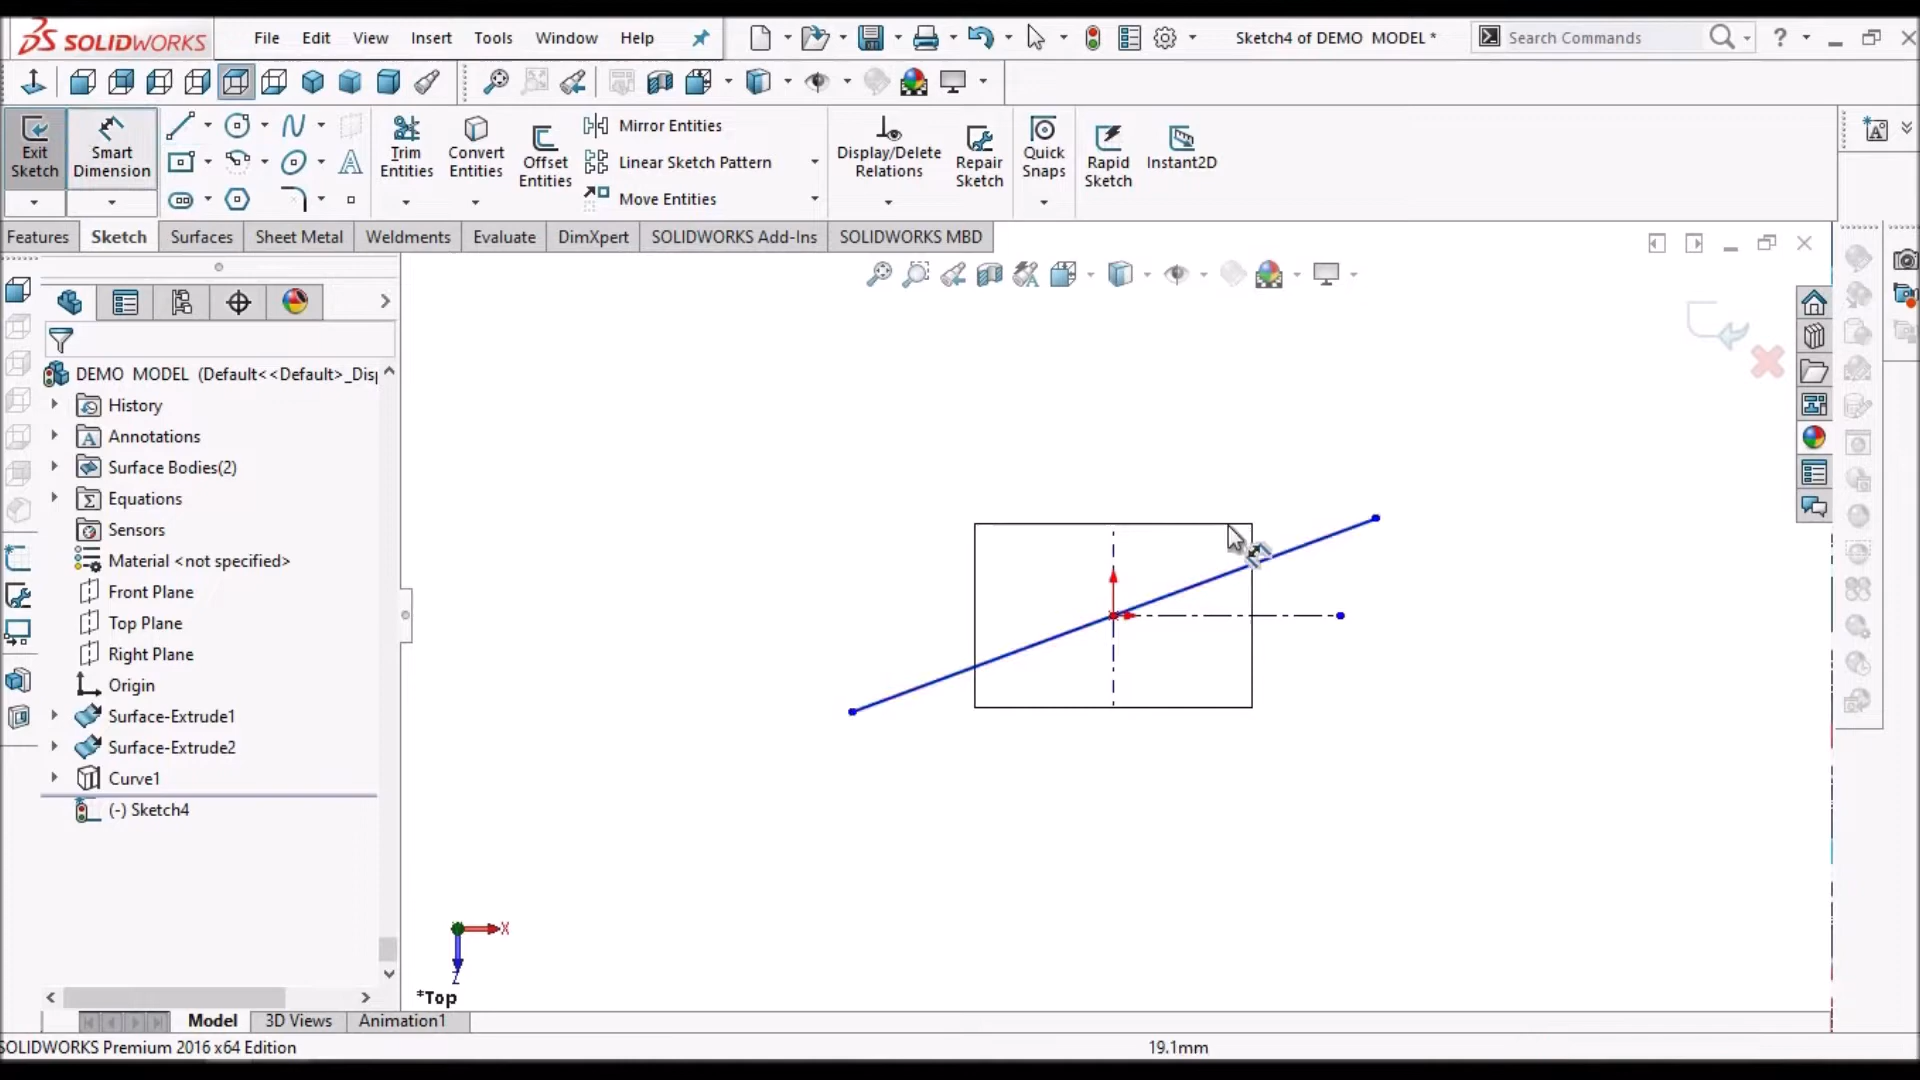 SOLIDWORKS
File Edit View Insert Tools Window Help
Sketch4 of DEMO MODEL *
Search Commands
?
Exit Sketch
Smart Dimension
Trim Entities
Convert Entities
Offset Entities
Mirror Entities
Linear Sketch Pattern
Move Entities
Display/Delete Relations
Repair Sketch
Quick Snaps
Rapid Sketch
Instant2D
Features Sketch Surfaces Sheet Metal Weldments Evaluate DimXpert SOLIDWORKS Add-Ins SOLIDWORKS MBD
DEMO MODEL (Default<<Default>_Disp
History
Annotations
Surface Bodies(2)
Equations
Sensors
Material <not specified>
Front Plane
Top Plane
Right Plane
Origin
Surface-Extrude1
Surface-Extrude2
Curve1
(-) Sketch4
X
Z
*Top
Model 3D Views Animation1
SOLIDWORKS Premium 2016 x64 Edition
19.1mm